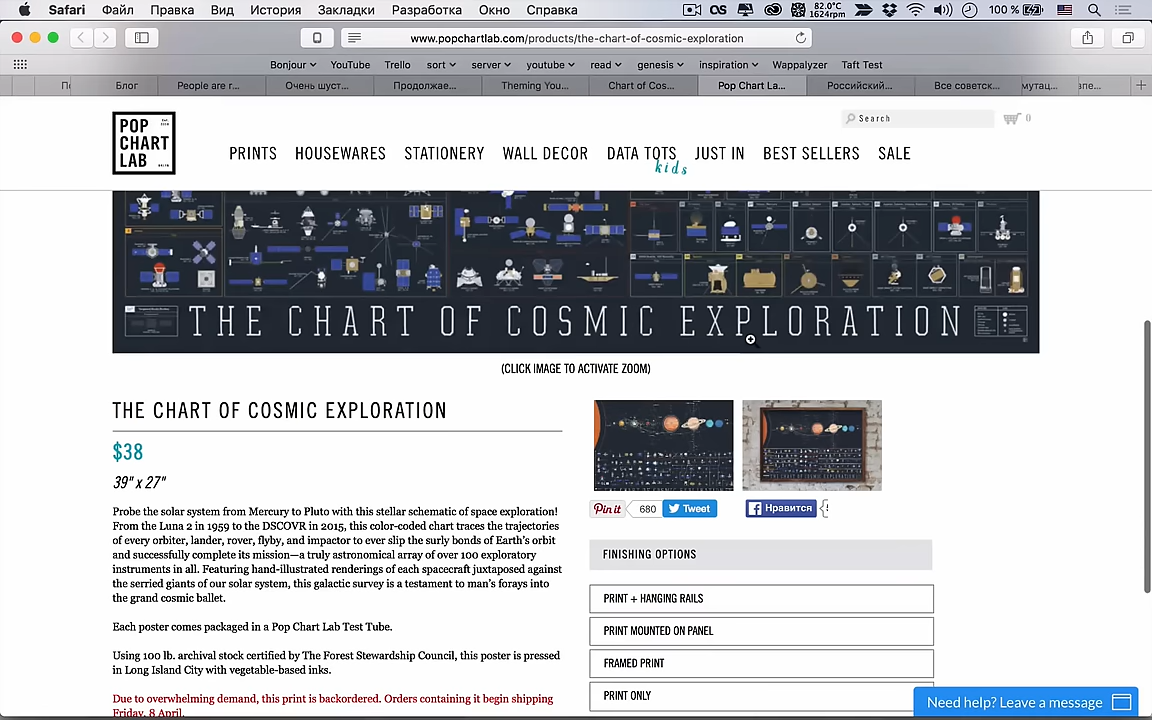 Safari Файл Правка Вид История Закладки Разработка Окно Справка
82.0°C
1624rpm
100 %
www.popchartlab.com/products/the-chart-of-cosmic-exploration
Bonjour YouTube Trello sort server youtube read genesis inspiration Wappalyzer Taft Test
Блог People are r... Очень шуст... Продолжае... Theming You... Chart of Cos... Pop Chart La... Российский... Все советск...
POP
CHART
LAB
Search
0
PRINTS HOUSEWARES STATIONERY WALL DECOR DATA TOTS JUST IN BEST SELLERS SALE
kids
THE CHART OF COSMIC EXPLORATION
(CLICK IMAGE TO ACTIVATE ZOOM)
THE CHART OF COSMIC EXPLORATION
$38
39" x 27"
Probe the solar system from Mercury to Pluto with this stellar schematic of space exploration!
From the Luna 2 in 1959 to the DSCOVR in 2015, this color-coded chart traces the trajectories
of every orbiter, lander, rover, flyby, and impactor to ever slip the surly bonds of Earth's orbit
and successfully complete its mission—a truly astronomical array of over 100 exploratory
instruments in all. Featuring hand-illustrated renderings of each spacecraft juxtaposed against
the serried giants of our solar system, this galactic survey is a testament to man's forays into
the grand cosmic ballet.
Each poster comes packaged in a Pop Chart Lab Test Tube.
Using 100 lb. archival stock certified by The Forest Stewardship Council, this poster is pressed
in Long Island City with vegetable-based inks.
Due to overwhelming demand, this print is backordered. Orders containing it begin shipping
Friday, 8 April.
Pin it 680 Tweet Нравится
FINISHING OPTIONS
PRINT + HANGING RAILS
PRINT MOUNTED ON PANEL
FRAMED PRINT
PRINT ONLY
Need help? Leave a message